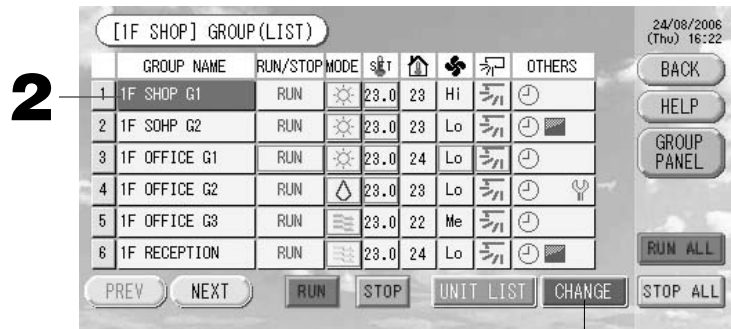 [1F SHOP] GROUP(LIST)
24/08/2006
(Thu) 16:22
GROUP NAME RUN/STOP MODE SET OTHERS
BACK
2
1 1F SHOP G1 RUN 23.0 23 Hi
HELP
2 1F SOHP G2 RUN 23.0 23 Lo
GROUP
PANEL
3 1F OFFICE G1 RUN 23.0 24 Lo
4 1F OFFICE G2 RUN 23.0 23 Lo
5 1F OFFICE G3 RUN 23.0 22 Me
6 1F RECEPTION RUN 23.0 24 Lo
RUN ALL
PREV NEXT RUN STOP UNIT LIST CHANGE STOP ALL